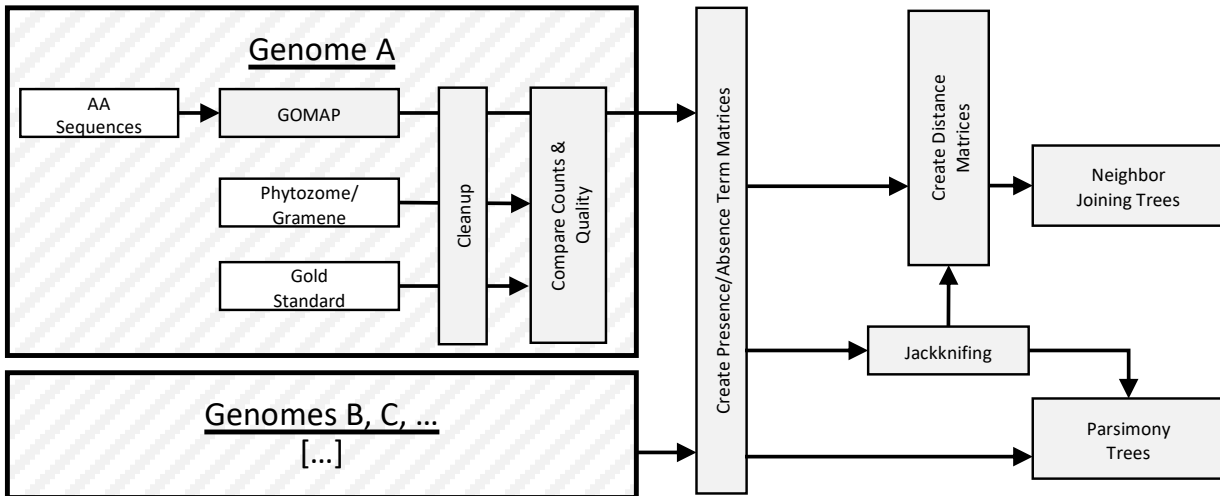 Genome A
AA
Sequences
GOMAP
Phytozome/
Gramene
Gold
Standard
Cleanup
Compare Counts &
Quality
Genomes B, C, …
[…]
Create Presence/Absence Term Matrices
Create Distance
Matrices
Neighbor
Joining Trees
Jackknifing
Parsimony
Trees